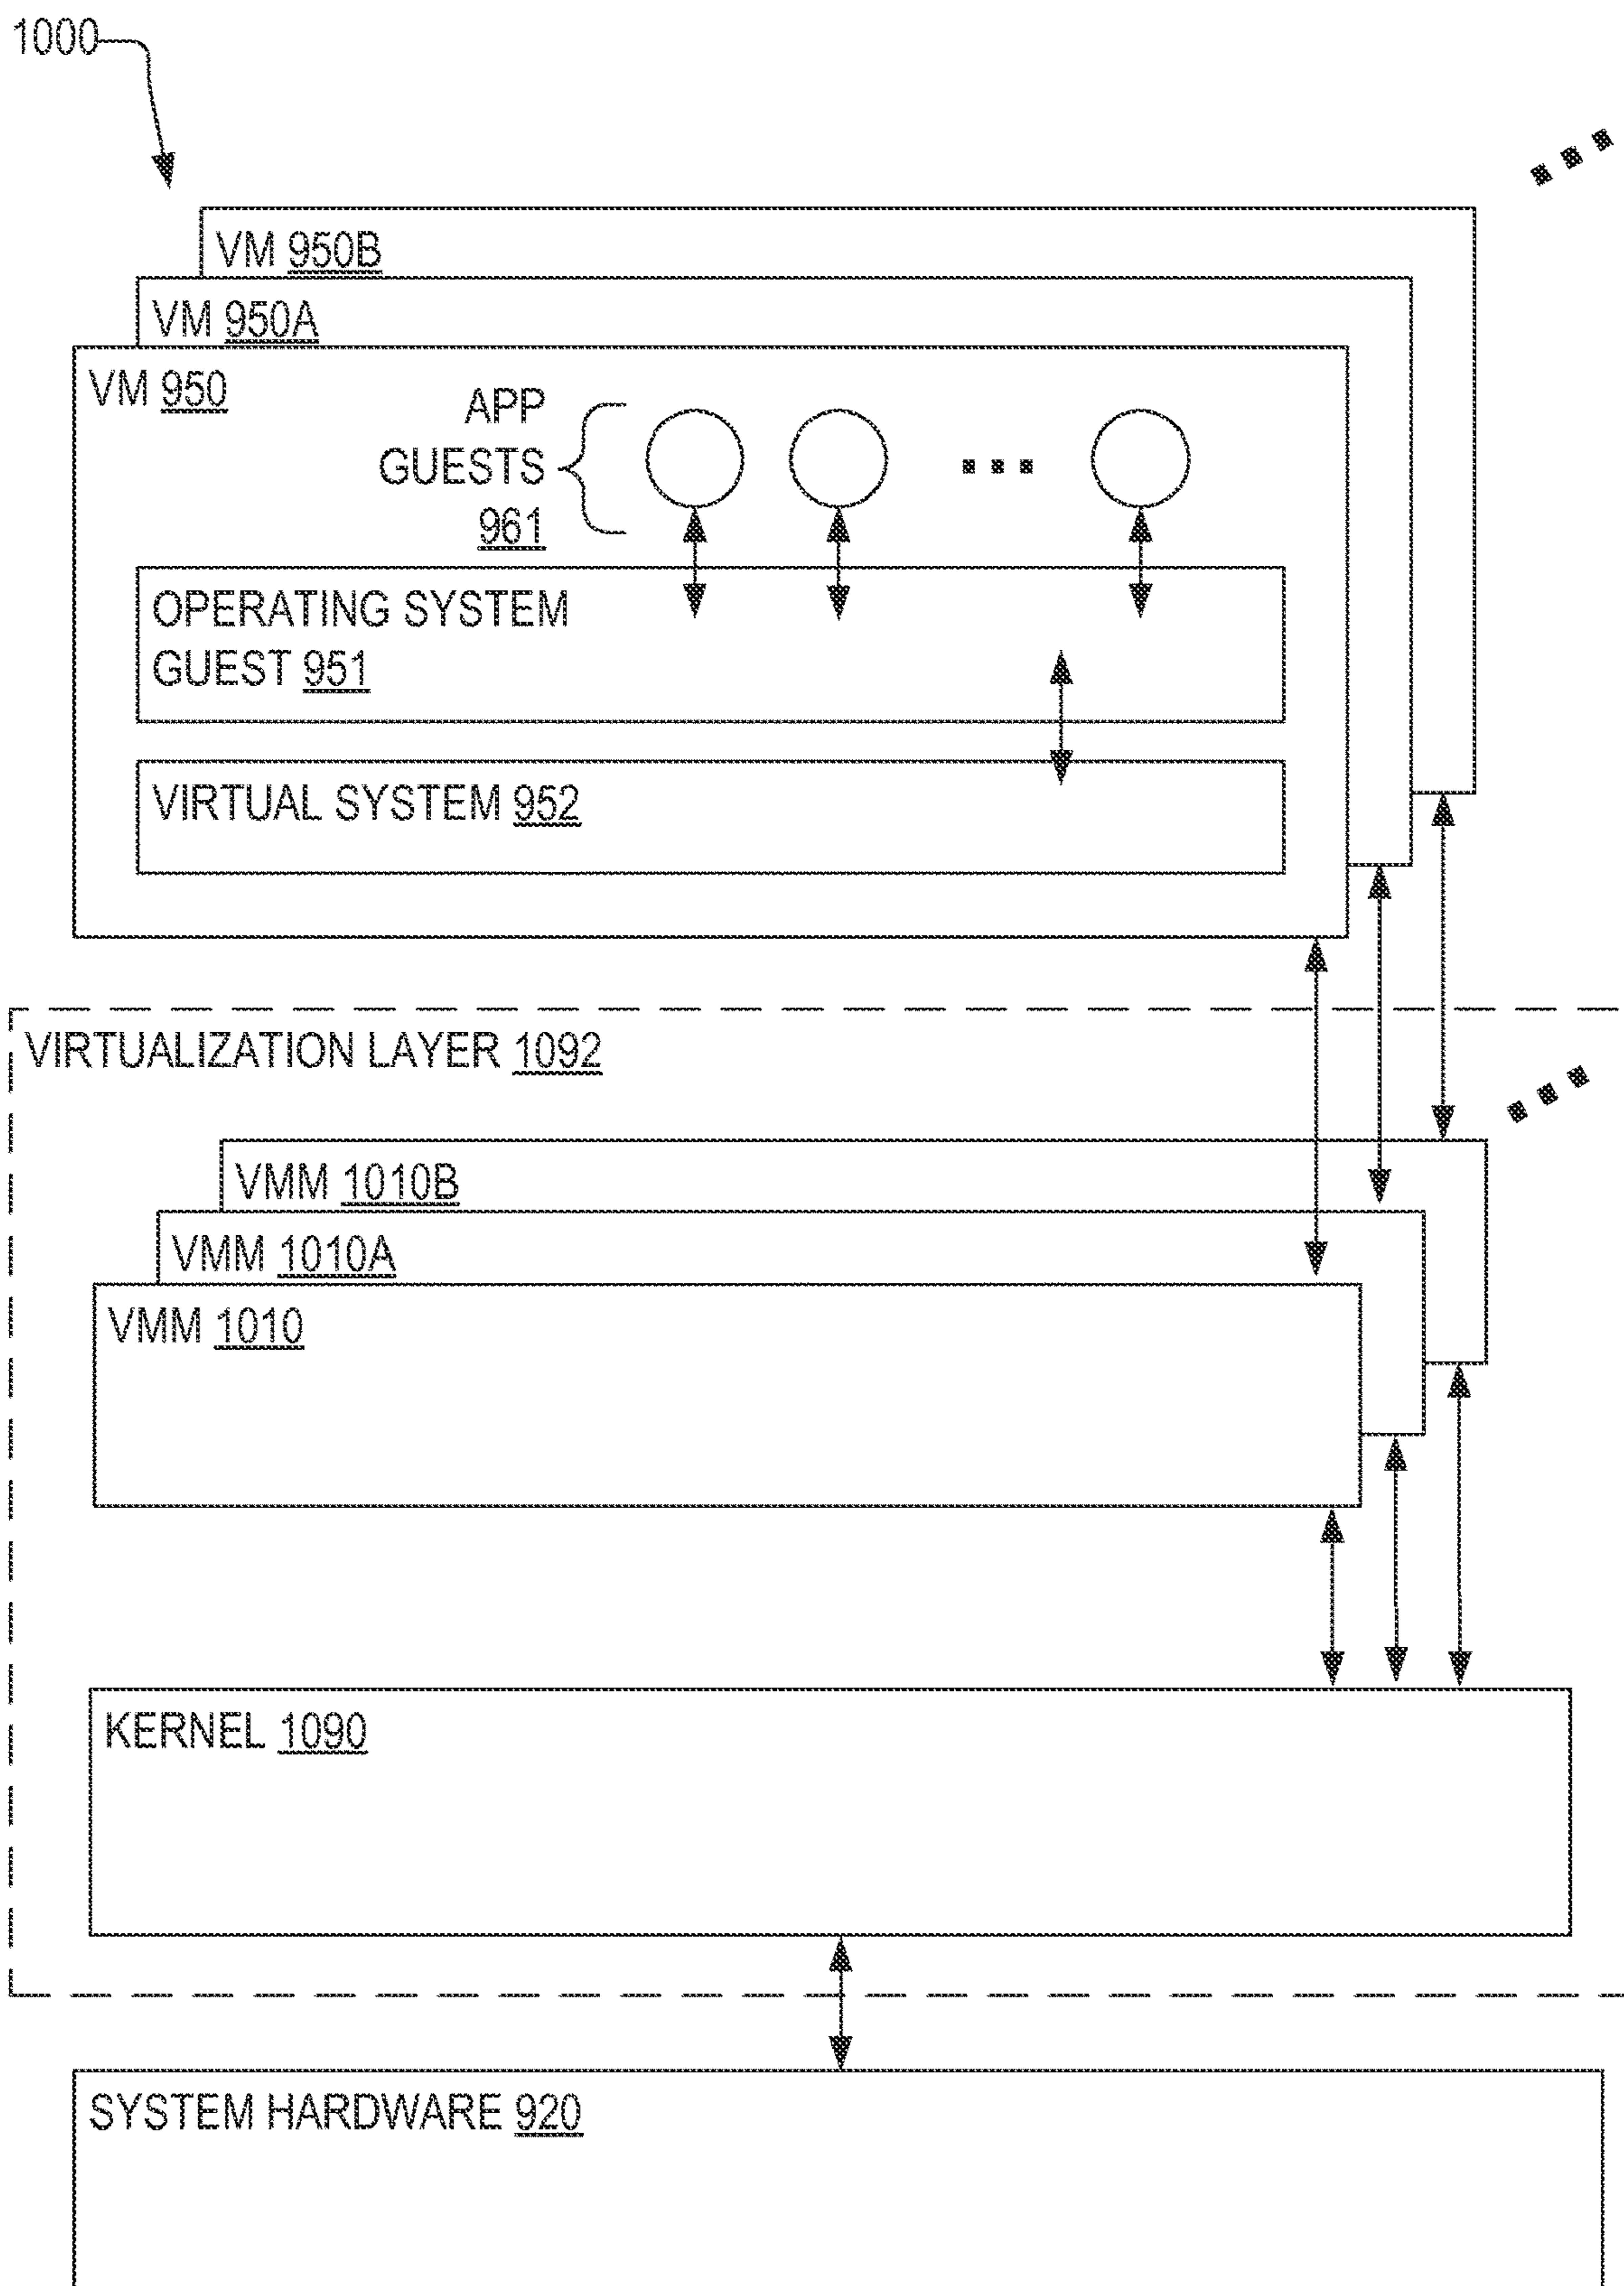 1000
VM 950B
VM 950A
VM 950
APP
GUESTS
961
OPERATING SYSTEM
GUEST 951
VIRTUAL SYSTEM 952
VIRTUALIZATION LAYER 1092
VMM 1010B
VMM 1010A
VMM 1010
KERNEL 1090
SYSTEM HARDWARE 920